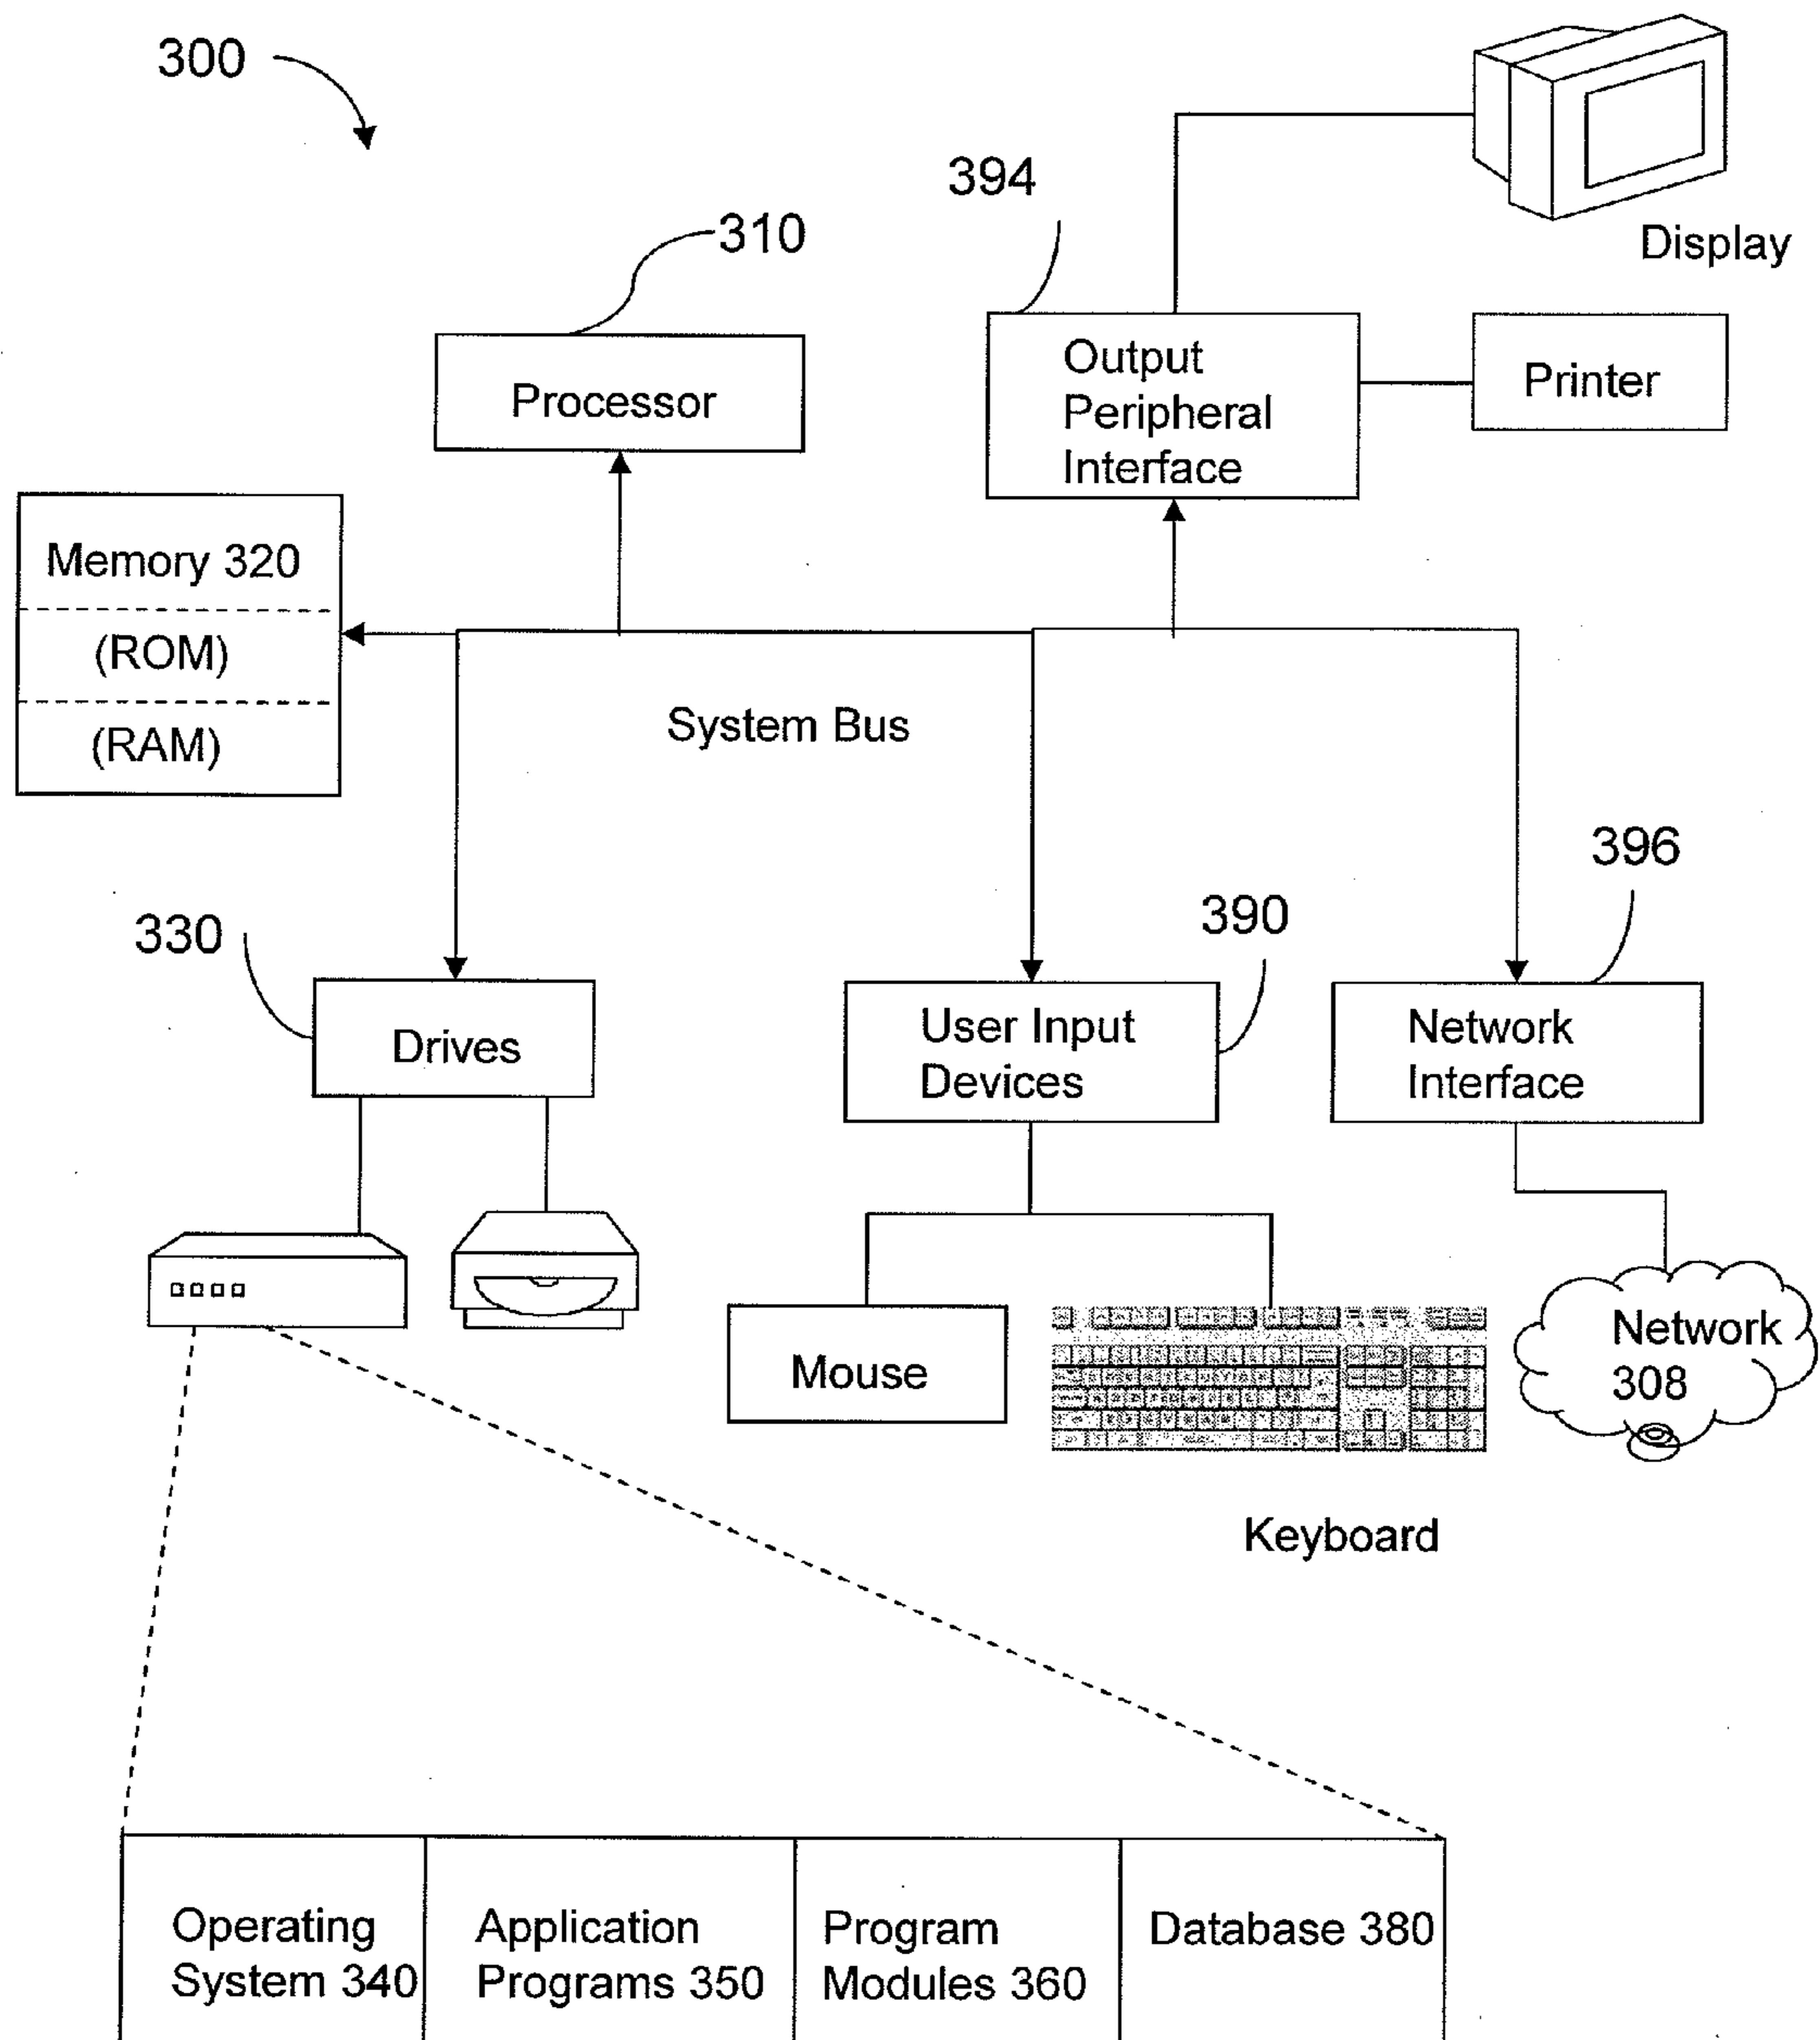 300
394
Display
310
Output
Peripheral
Interface
Printer
Processor
Memory 320
(ROM)
(RAM)
System Bus
396
390
330
Drives
User Input
Devices
Network
Interface
Mouse
Network
308
Keyboard
Operating
System 340
Application
Programs 350
Program
Modules 360
Database 380